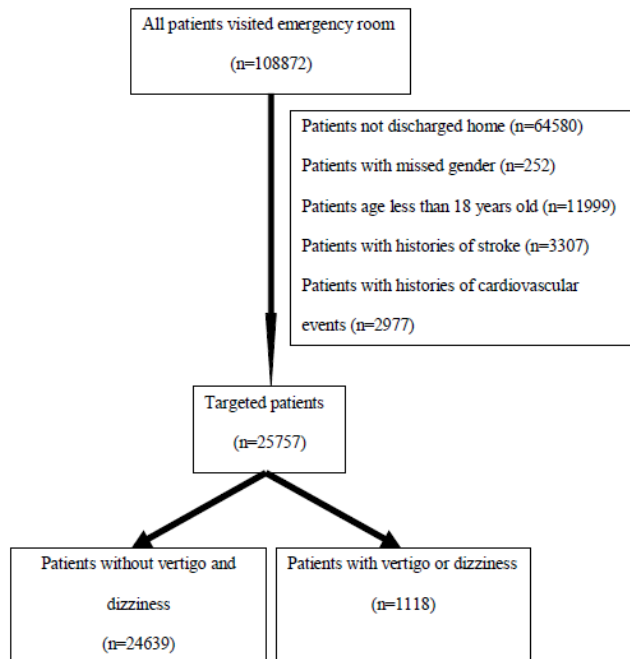 All patients visited emergency room
(n=108872)
Patients not discharged home (n=64580)
Patients with missed gender (n=252)
Patients age less than 18 years old (n=11999)
Patients with histories of stroke (n=3307)
Patients with histories of cardiovascular
events (n=2977)
Targeted patients
(n=25757)
Patients without vertigo and
dizziness
(n=24639)
Patients with vertigo or dizziness
(n=1118)